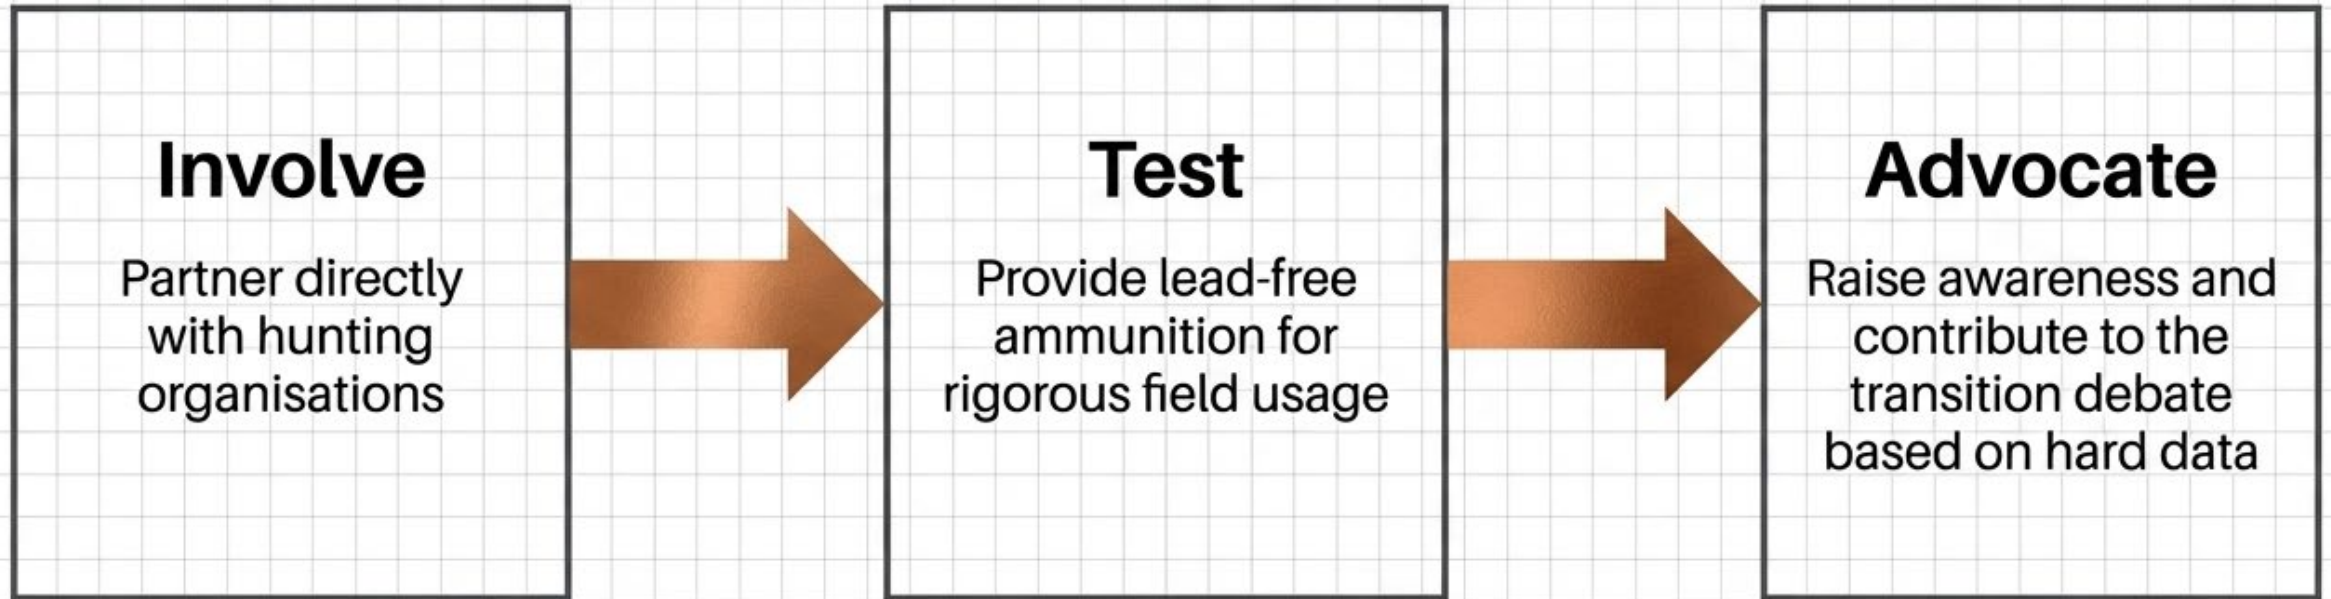 Involve
Partner directly
with hunting
organisations
Test
Provide lead-free
ammunition for
rigorous field usage
Advocate
Raise awareness and
contribute to the
transition debate
based on hard data